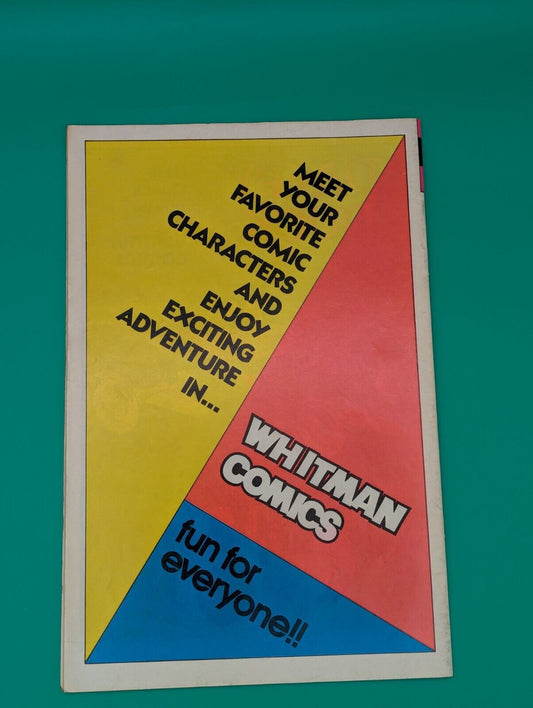 MEET
YOUR
FAVORITE
COMIC
CHARACTERS
AND
ENJOY
EXCITING
ADVENTURE
IN...
WHITMAN
COMICS
fun for
everyone!!